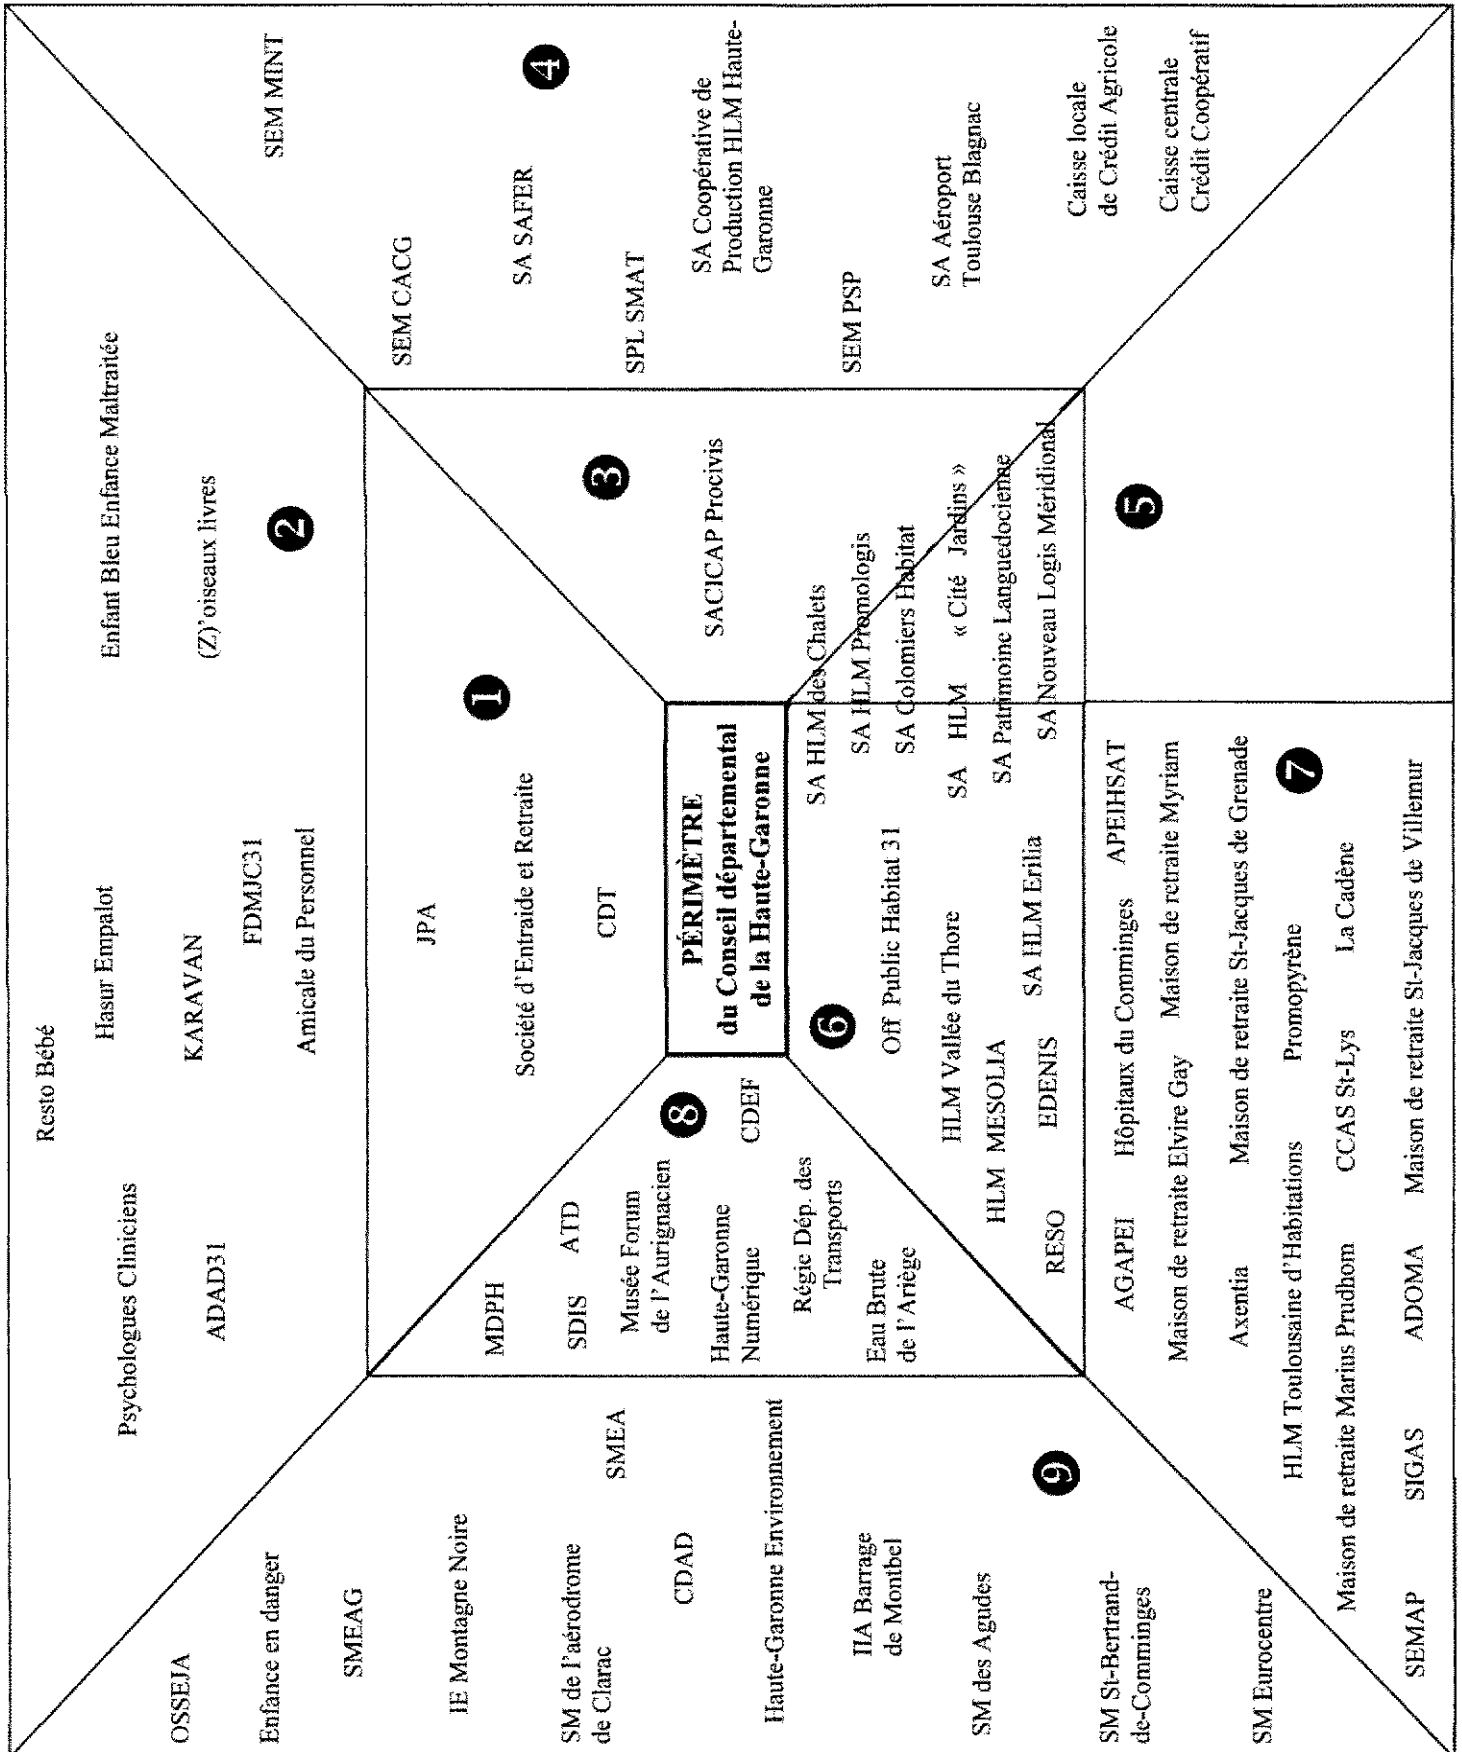 OSSEJA
Enfance en danger
SMEAG
IE Montagne Noire
SM de l'aérodrome
de Clarac
SMEA
CDAD
Haute-Garonne Environnement
IIA Barrage
de Montbel
SM des Agudes
SM St-Bertrand-
de-Comminges
SM Eurocentre
9
Resto Bébé
Psychologues Cliniciens
Hasur Empalot
Enfant Bleu Enfance Maltraitée
ADAD31
KARAVAN
(Z)'oiseaux livres
FDMJC31
Amicale du Personnel
2
JPA
Société d'Entraide et Retraite
CDT
1
MDPH
SDIS
ATD
Musée Forum
de l'Aurignacien
Haute-Garonne
Numérique
CDEF
Régie Dép. des
Transports
Eau Brute
de l'Ariège
8
PÉRIMÈTRE
du Conseil départemental
de la Haute-Garonne
3
SACICAP Procivis
SEM MINT
SEM CACG
4
SA SAFER
SPL SMAT
SA Coopérative de
Production HLM Haute-
Garonne
SEM PSP
SA Aéroport
Toulouse Blagnac
Caisse locale
de Crédit Agricole
Caisse centrale
Crédit Coopératif
6
SA HLM des Chalets
SA HLM Promologis
Off Public Habitat 31
SA Colomiers Habitat
HLM Vallée du Thore
SA HLM « Cité Jardins »
HLM MESOLIA
SA Patrimoine Languedocienne
RESO
EDENIS
SA HLM Erilia
SA Nouveau Logis Méridional
5
AGAPEI
Hôpitaux du Comminges
APEIHSAT
Maison de retraite Elvire Gay
Maison de retraite Myriam
Axentia
Maison de retraite St-Jacques de Grenade
HLM Toulousaine d'Habitations
Promopyrène
7
Maison de retraite Marius Prudhom
CCAS St-Lys
La Cadène
SEMAP
SIGAS
ADOMA
Maison de retraite St-Jacques de Villemur